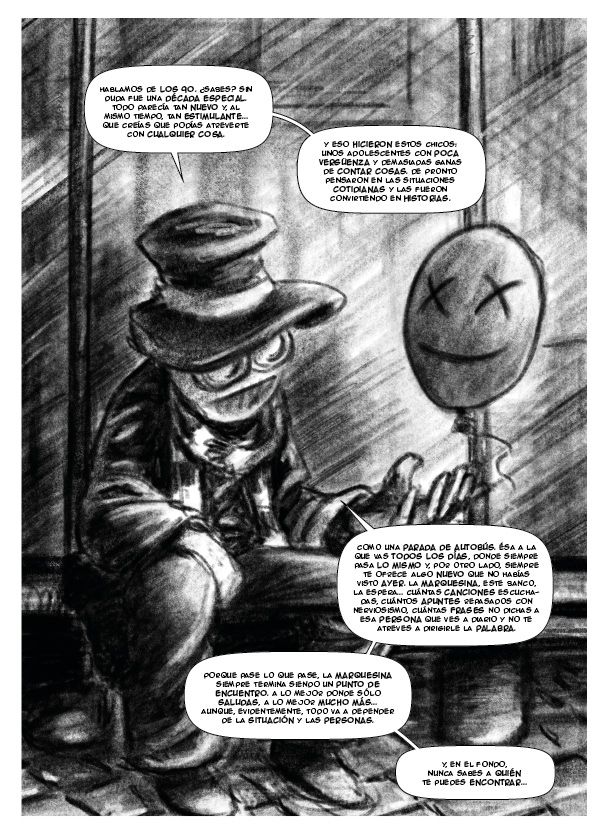 HABLAMOS DE LOS 90. ¿SABES? SIN
DUDA FUE UNA DÉCADA ESPECIAL.
TODO PARECÍA TAN NUEVO Y, AL
MISMO TIEMPO, TAN ESTIMULANTE...
QUE CREÍAS QUE PODÍAS ATREVERTE
CON CUALQUIER COSA.
Y ESO HICIERON ESTOS CHICOS:
UNOS ADOLESCENTES CON POCA
VERGÜENZA Y DEMASIADAS GANAS
DE CONTAR COSAS. DE PRONTO
PENSARON EN LAS SITUACIONES
COTIDIANAS Y LAS FUERON
CONVIRTIENDO EN HISTORIAS.
COMO UNA PARADA DE AUTOBÚS. ÉSA A LA
QUE VAS TODOS LOS DÍAS, DONDE SIEMPRE
PASA LO MISMO Y, POR OTRO LADO, SIEMPRE
TE OFRECE ALGO NUEVO QUE NO HABÍAS
VISTO AYER. LA MARQUESINA, ESTE BANCO,
LA ESPERA... CUÁNTAS CANCIONES ESCUCHA-
DAS, CUÁNTOS APUNTES REPASADOS CON
NERVIOSISMO, CUÁNTAS FRASES NO DICHAS A
ESA PERSONA QUE VES A DIARIO Y NO TE
ATREVES A DIRIGIRLE LA PALABRA.
PORQUE PASE LO QUE PASE, LA MARQUESINA
SIEMPRE TERMINA SIENDO UN PUNTO DE
ENCUENTRO. A LO MEJOR DONDE SÓLO
SALUDAS, A LO MEJOR MUCHO MÁS...
AUNQUE, EVIDENTEMENTE, TODO VA A DEPENDER
DE LA SITUACIÓN Y LAS PERSONAS.
Y, EN EL FONDO,
NUNCA SABES A QUIÉN
TE PUEDES ENCONTRAR...